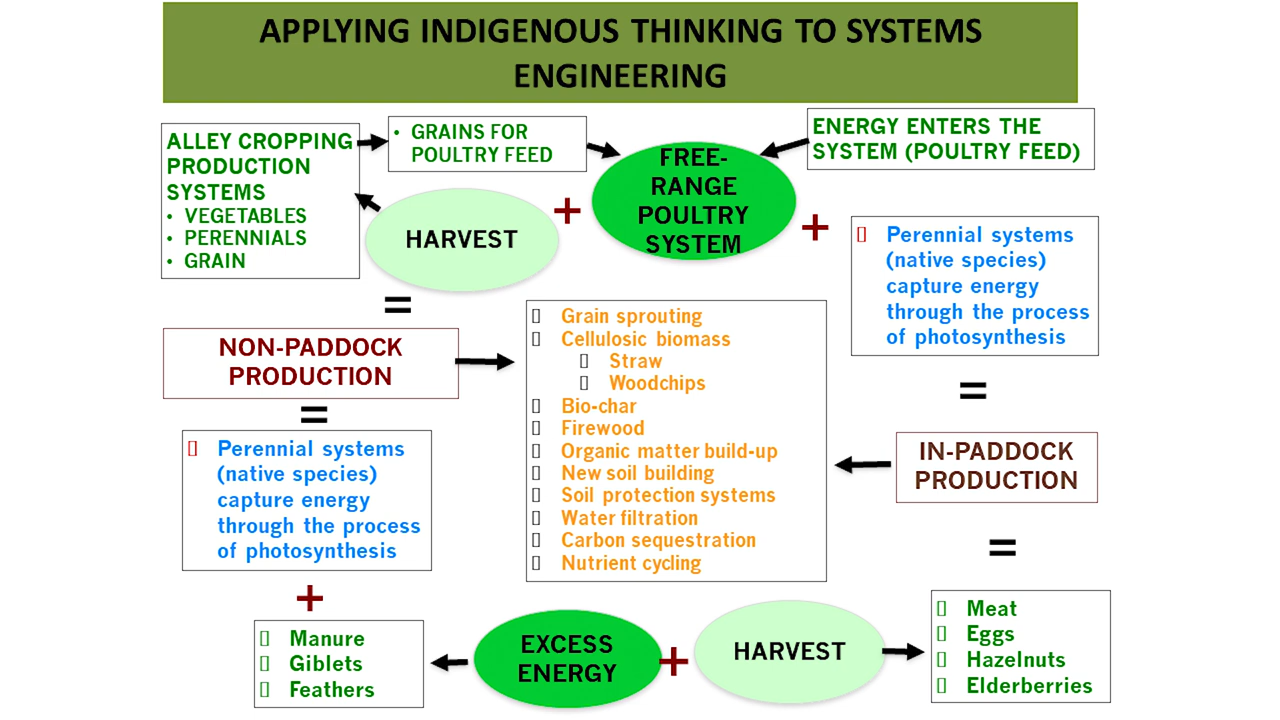 APPLYING INDIGENOUS THINKING TO SYSTEMS
ENGINEERING
ALLEY CROPPING
PRODUCTION
SYSTEMS
• VEGETABLES
• PERENNIALS
• GRAIN
• GRAINS FOR
POULTRY FEED
FREE-
RANGE
POULTRY
SYSTEM
ENERGY ENTERS THE
SYSTEM (POULTRY FEED)
HARVEST
+
+
Perennial systems
(native species)
capture energy
through the process
of photosynthesis
=
NON-PADDOCK
PRODUCTION
Grain sprouting
Cellulosic biomass
Straw
Woodchips
Bio-char
Firewood
Organic matter build-up
New soil building
Soil protection systems
Water filtration
Carbon sequestration
Nutrient cycling
=
IN-PADDOCK
PRODUCTION
=
Perennial systems
(native species)
capture energy
through the process
of photosynthesis
=
+
Manure
Giblets
Feathers
EXCESS
ENERGY
+
HARVEST
Meat
Eggs
Hazelnuts
Elderberries